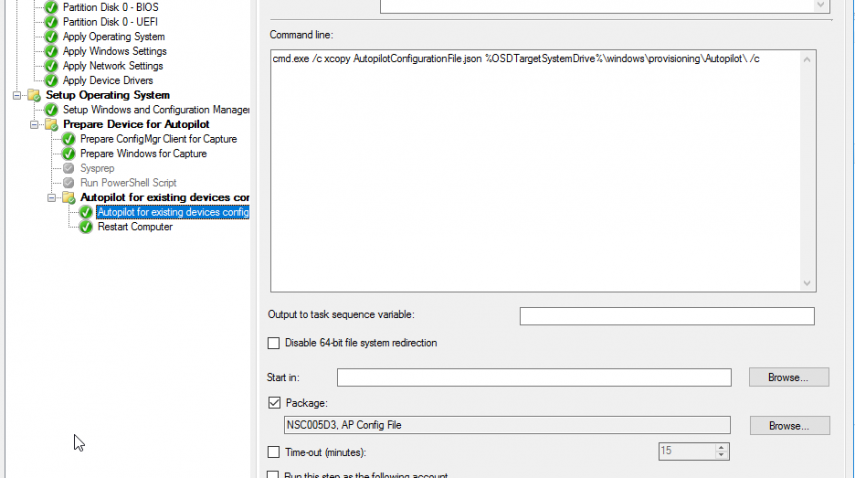 Partition Disk 0 - BIOS
Partition Disk 0 - UEFI
Apply Operating System
Apply Windows Settings
Apply Network Settings
Apply Device Drivers
Setup Operating System
Setup Windows and Configuration Manager
Prepare Device for Autopilot
Prepare ConfigMgr Client for Capture
Prepare Windows for Capture
Sysprep
Run PowerShell Script
Autopilot for existing devices cor
Autopilot for existing devices config
Restart Computer
Command line:
cmd.exe /c xcopy AutopilotConfigurationFile.json %OSDTargetSystemDrive%\windows\provisioning\Autopilot\ /c
Output to task sequence variable:
Disable 64-bit file system redirection
Start in:
Browse...
Package:
NSC005D3, AP Config File
Browse...
Time-out (minutes):
15
Run this step as the following account